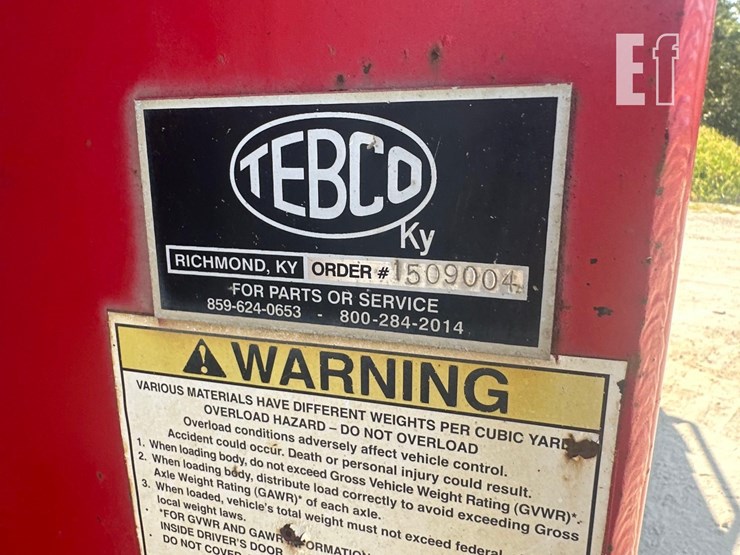 Ef
TEBCO
Ky
RICHMOND, KY ORDER # 1509004
FOR PARTS OR SERVICE
859-624-0653 - 800-284-2014
WARNING
VARIOUS MATERIALS HAVE DIFFERENT WEIGHTS PER CUBIC YARD
OVERLOAD HAZARD – DO NOT OVERLOAD
Overload conditions adversely affect vehicle control.
Accident could occur. Death or personal injury could result.
1. When loading body, do not exceed Gross Vehicle Weight Rating (GVWR)*.
2. When loading body, distribute load correctly to avoid exceeding Gross
Axle Weight Rating (GAWR)* of each axle.
3. When loaded, vehicle's total weight must not exceed federal
local weight laws.
*FOR GVWR AND GAWR
INSIDE DRIVER'S DOOR
DO NOT COVER